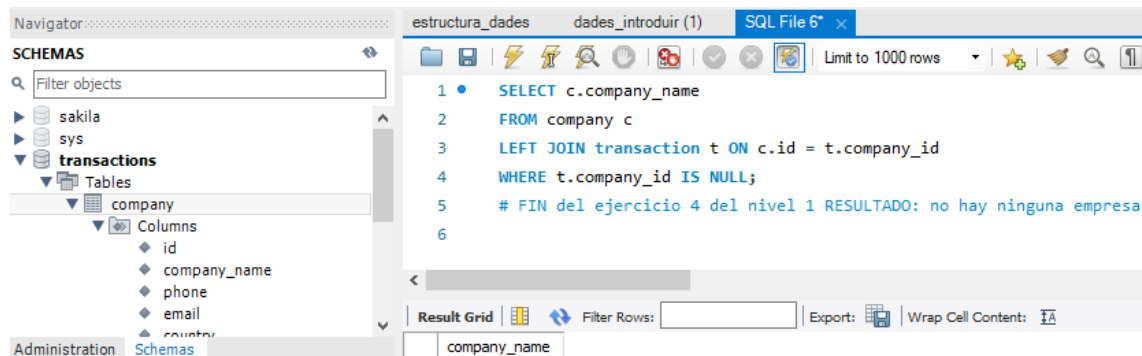 Navigator
SCHEMAS
Filter objects
sakila
sys
transactions
Tables
company
Columns
id
company_name
phone
email
country
Administration Schemas
estructura_dades dades_introduir (1) SQL File 6*
Limit to 1000 rows
1 SELECT c.company_name
2 FROM company c
3 LEFT JOIN transaction t ON c.id = t.company_id
4 WHERE t.company_id IS NULL;
5 # FIN del ejercicio 4 del nivel 1 RESULTADO: no hay ninguna empresa
6
Result Grid Filter Rows: Export: Wrap Cell Content:
company_name